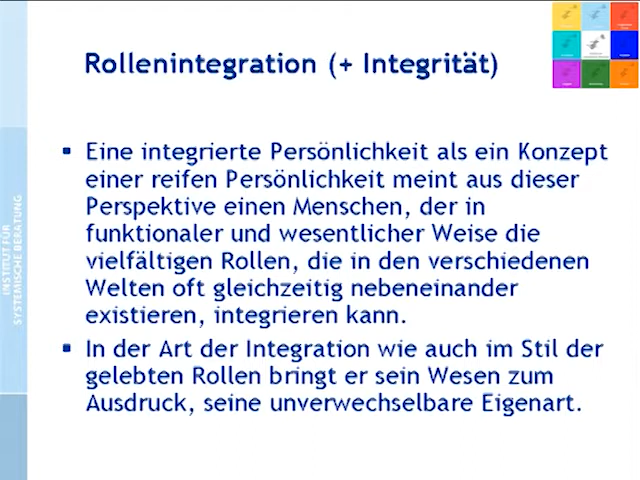 Rollenintegration (+ Integrität)
▪ Eine integrierte Persönlichkeit als ein Konzept
einer reifen Persönlichkeit meint aus dieser
Perspektive einen Menschen, der in
funktionaler und wesentlicher Weise die
vielfältigen Rollen, die in den verschiedenen
Welten oft gleichzeitig nebeneinander
existieren, integrieren kann.
▪ In der Art der Integration wie auch im Stil der
gelebten Rollen bringt er sein Wesen zum
Ausdruck, seine unverwechselbare Eigenart.
INSTITUT FÜR
SYSTEMISCHE BERATUNG